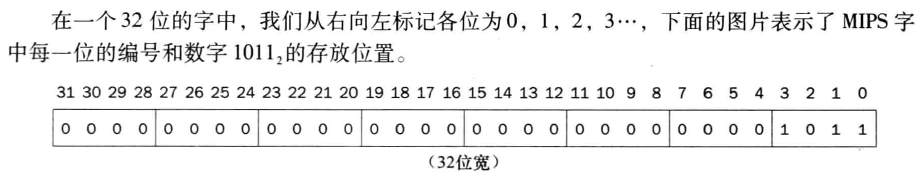 在一个32位的字中，我们从右向左标记各位为0，1，2，3…，下面的图片表示了MIPS字
中每一位的编号和数字1011₂的存放位置。
31 30 29 28 27 26 25 24 23 22 21 20 19 18 17 16 15 14 13 12 11 10 9 8 7 6 5 4 3 2 1 0
0 0 0 0 0 0 0 0 0 0 0 0 0 0 0 0 0 0 0 0 0 0 0 0 0 0 0 0 1 0 1 1
（32位宽）